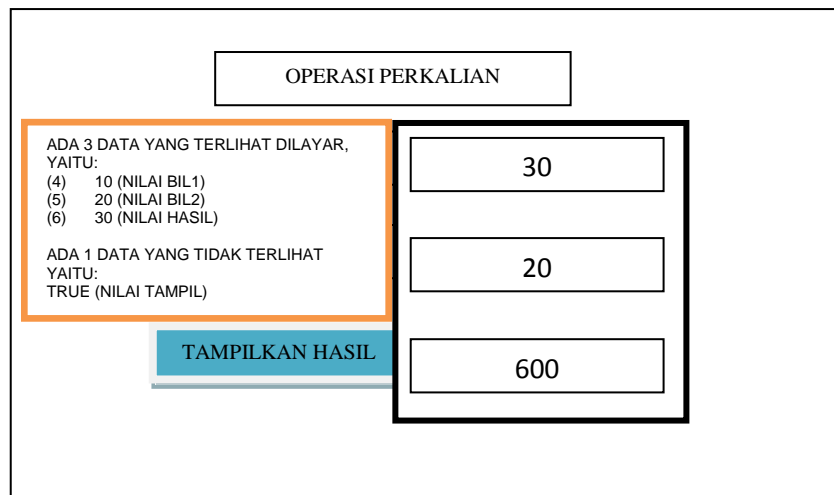 OPERASI PERKALIAN
ADA 3 DATA YANG TERLIHAT DILAYAR,
YAITU:
(4) 10 (NILAI BIL1)
(5) 20 (NILAI BIL2)
(6) 30 (NILAI HASIL)
ADA 1 DATA YANG TIDAK TERLIHAT
YAITU:
TRUE (NILAI TAMPIL)
30
20
TAMPILKAN HASIL
600